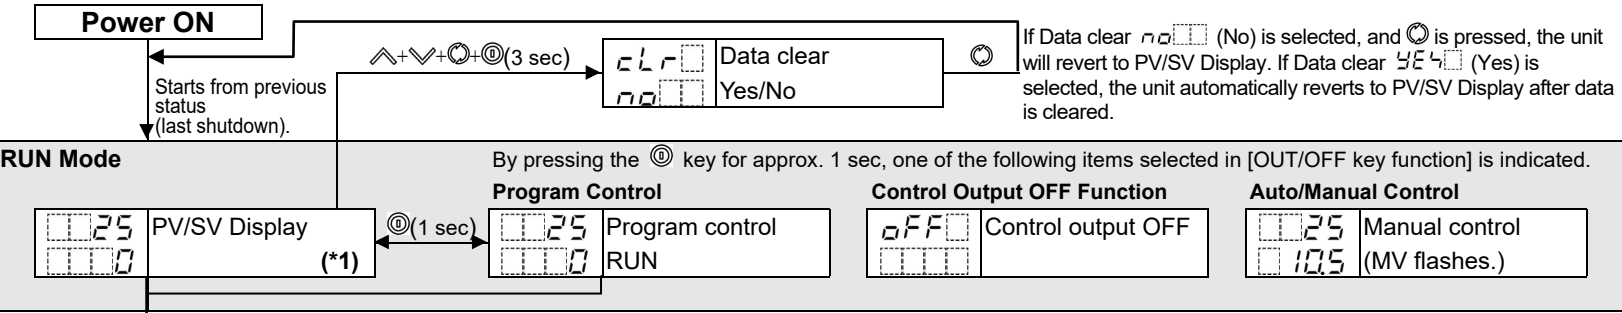 Power ON
Starts from previous
status
(last shutdown).
+ + + (3 sec)
cLr Data clear
no Yes/No
If Data clear no (No) is selected, and is pressed, the unit
will revert to PV/SV Display. If Data clear YES (Yes) is
selected, the unit automatically reverts to PV/SV Display after data
is cleared.
RUN Mode
By pressing the key for approx. 1 sec, one of the following items selected in [OUT/OFF key function] is indicated.
Program Control
Control Output OFF Function
Auto/Manual Control
25 PV/SV Display
0 (*1)
(1 sec)
25 Program control
0 RUN
oFF Control output OFF
25 Manual control
10.5 (MV flashes.)